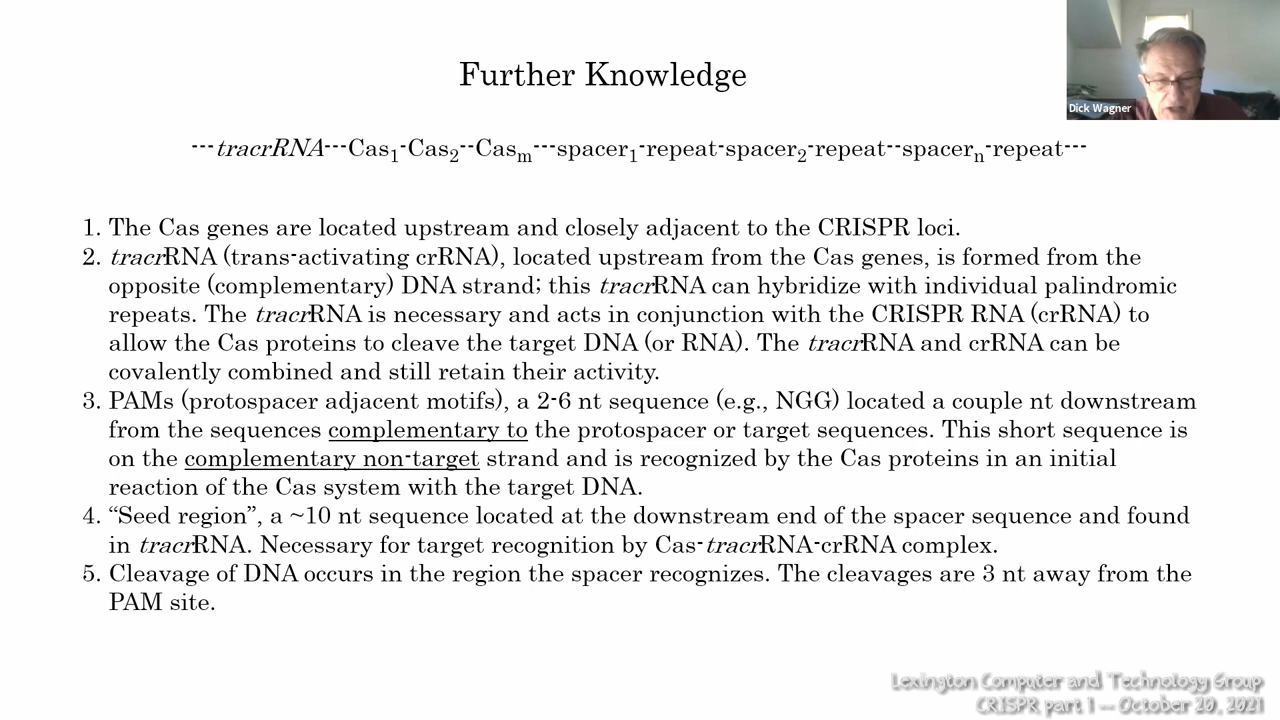 Further Knowledge
Dick Wagner
---tracrRNA---Cas1-Cas2--Casm---spacer1-repeat-spacer2-repeat--spacern-repeat---
1. The Cas genes are located upstream and closely adjacent to the CRISPR loci.
2. tracrRNA (trans-activating crRNA), located upstream from the Cas genes, is formed from the
opposite (complementary) DNA strand; this tracrRNA can hybridize with individual palindromic
repeats. The tracrRNA is necessary and acts in conjunction with the CRISPR RNA (crRNA) to
allow the Cas proteins to cleave the target DNA (or RNA). The tracrRNA and crRNA can be
covalently combined and still retain their activity.
3. PAMs (protospacer adjacent motifs), a 2-6 nt sequence (e.g., NGG) located a couple nt downstream
from the sequences complementary to the protospacer or target sequences. This short sequence is
on the complementary non-target strand and is recognized by the Cas proteins in an initial
reaction of the Cas system with the target DNA.
4. “Seed region”, a ~10 nt sequence located at the downstream end of the spacer sequence and found
in tracrRNA. Necessary for target recognition by Cas-tracrRNA-crRNA complex.
5. Cleavage of DNA occurs in the region the spacer recognizes. The cleavages are 3 nt away from the
PAM site.
Lexington Computer and Technology Group
CRISPR part 1 -- October 20, 2021